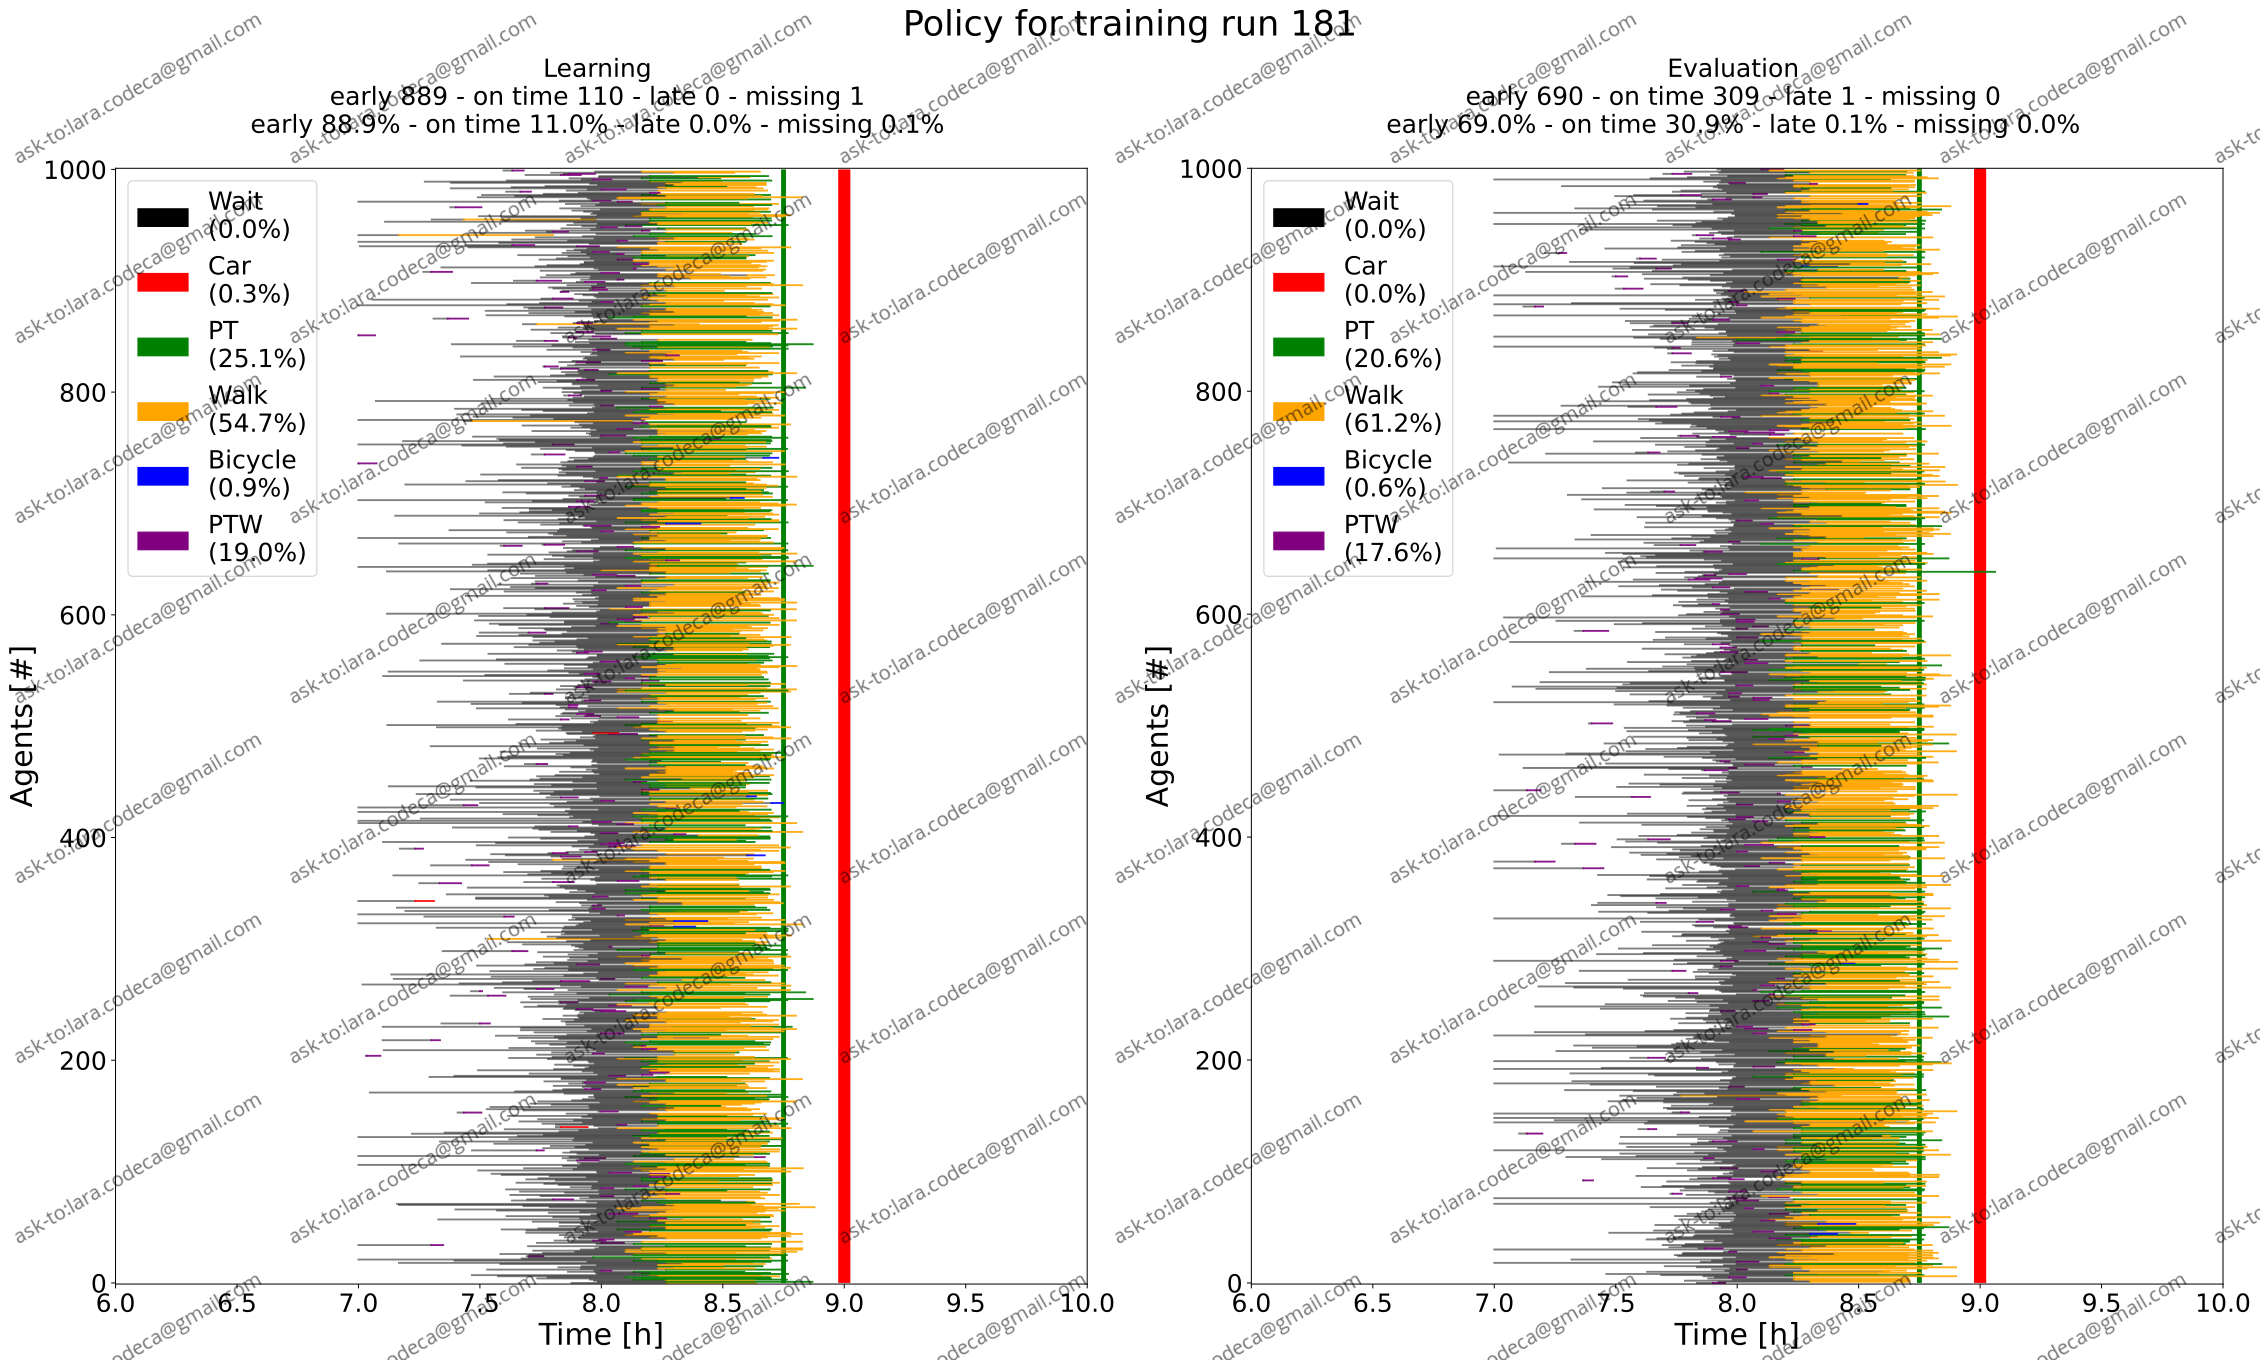 Policy for training run 181
Learning
early 889 - on time 110 - late 0 - missing 1
early 88.9% - on time 11.0% - late 0.0% - missing 0.1%
Agents [#]
1000
800
600
400
200
0
Wait
(0.0%)
Car
(0.3%)
PT
(25.1%)
Walk
(54.7%)
Bicycle
(0.9%)
PTW
(19.0%)
6.0 6.5 7.0 7.5 8.0 8.5 9.0 9.5 10.0
Time [h]
Evaluation
early 690 - on time 309 - late 1 - missing 0
early 69.0% - on time 30.9% - late 0.1% - missing 0.0%
Agents [#]
1000
800
600
400
200
0
Wait
(0.0%)
Car
(0.0%)
PT
(20.6%)
Walk
(61.2%)
Bicycle
(0.6%)
PTW
(17.6%)
6.0 6.5 7.0 7.5 8.0 8.5 9.0 9.5 10.0
Time [h]
ask-to:lara.codeca@gmail.com